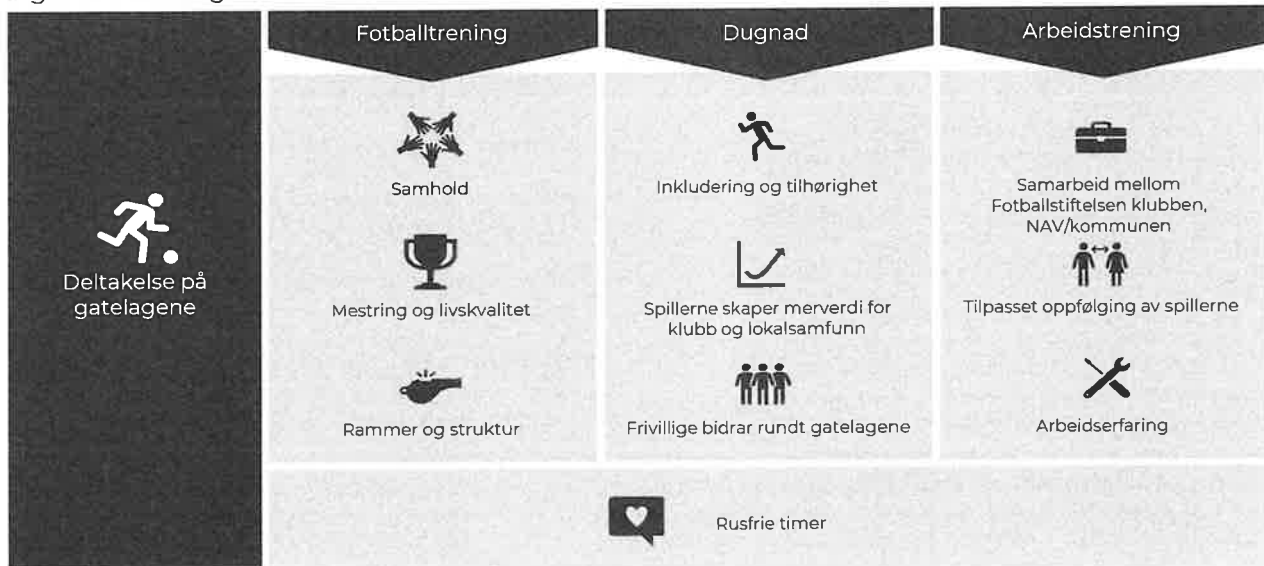 Fotballtrening
Dugnad
Arbeidstrening
Deltakelse på
gatelagene
Samhold
Mestring og livskvalitet
Rammer og struktur
Inkludering og tilhørighet
Spillerne skaper merverdi for
klubb og lokalsamfunn
Frivillige bidrar rundt gatelagene
Samarbeid mellom
Fotballstiftelsen klubben,
NAV/kommunen
Tilpasset oppfølging av spillerne
Arbeidserfaring
Rusfrie timer